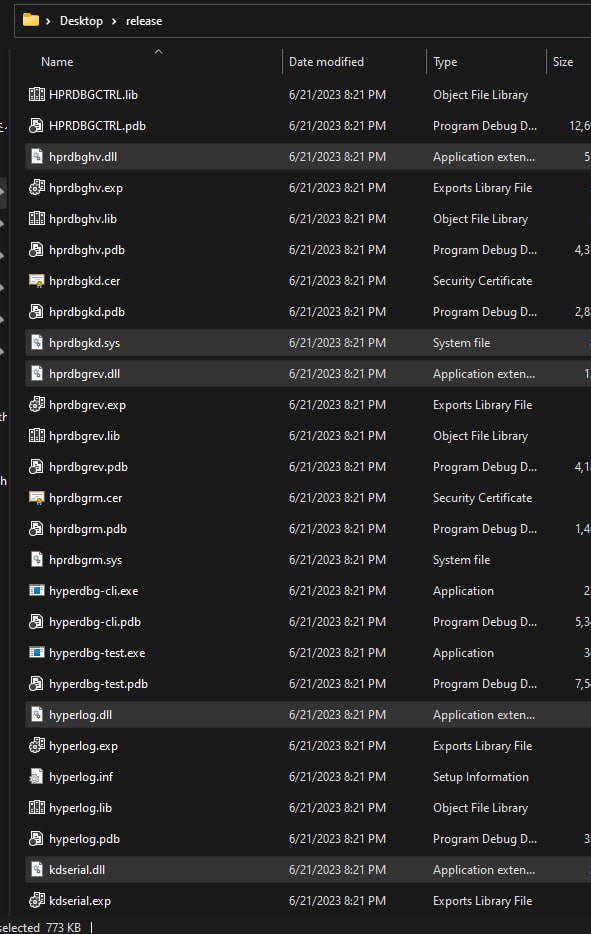 Desktop › release
Name Date modified Type Size
HPRDBGCTRL.lib 6/21/2023 8:21 PM Object File Library
HPRDBGCTRL.pdb 6/21/2023 8:21 PM Program Debug D... 12,6
hprdbghv.dll 6/21/2023 8:21 PM Application exten... 5
hprdbghv.exp 6/21/2023 8:21 PM Exports Library File
hprdbghv.lib 6/21/2023 8:21 PM Object File Library
hprdbghv.pdb 6/21/2023 8:21 PM Program Debug D... 4,3
hprdbgkd.cer 6/21/2023 8:21 PM Security Certificate
hprdbgkd.pdb 6/21/2023 8:21 PM Program Debug D... 2,8
hprdbgkd.sys 6/21/2023 8:21 PM System file
hprdbgrev.dll 6/21/2023 8:21 PM Application exten... 1
hprdbgrev.exp 6/21/2023 8:21 PM Exports Library File
hprdbgrev.lib 6/21/2023 8:21 PM Object File Library
hprdbgrev.pdb 6/21/2023 8:21 PM Program Debug D... 4,1
hprdbgrm.cer 6/21/2023 8:21 PM Security Certificate
hprdbgrm.pdb 6/21/2023 8:21 PM Program Debug D... 1,4
hprdbgrm.sys 6/21/2023 8:21 PM System file
hyperdbg-cli.exe 6/21/2023 8:21 PM Application 2
hyperdbg-cli.pdb 6/21/2023 8:21 PM Program Debug D... 5,3
hyperdbg-test.exe 6/21/2023 8:21 PM Application 3
hyperdbg-test.pdb 6/21/2023 8:21 PM Program Debug D... 7,5
hyperlog.dll 6/21/2023 8:21 PM Application exten...
hyperlog.exp 6/21/2023 8:21 PM Exports Library File
hyperlog.inf 6/21/2023 8:21 PM Setup Information
hyperlog.lib 6/21/2023 8:21 PM Object File Library
hyperlog.pdb 6/21/2023 8:21 PM Program Debug D... 3
kdserial.dll 6/21/2023 8:21 PM Application exten...
kdserial.exp 6/21/2023 8:21 PM Exports Library File
selected 773 KB